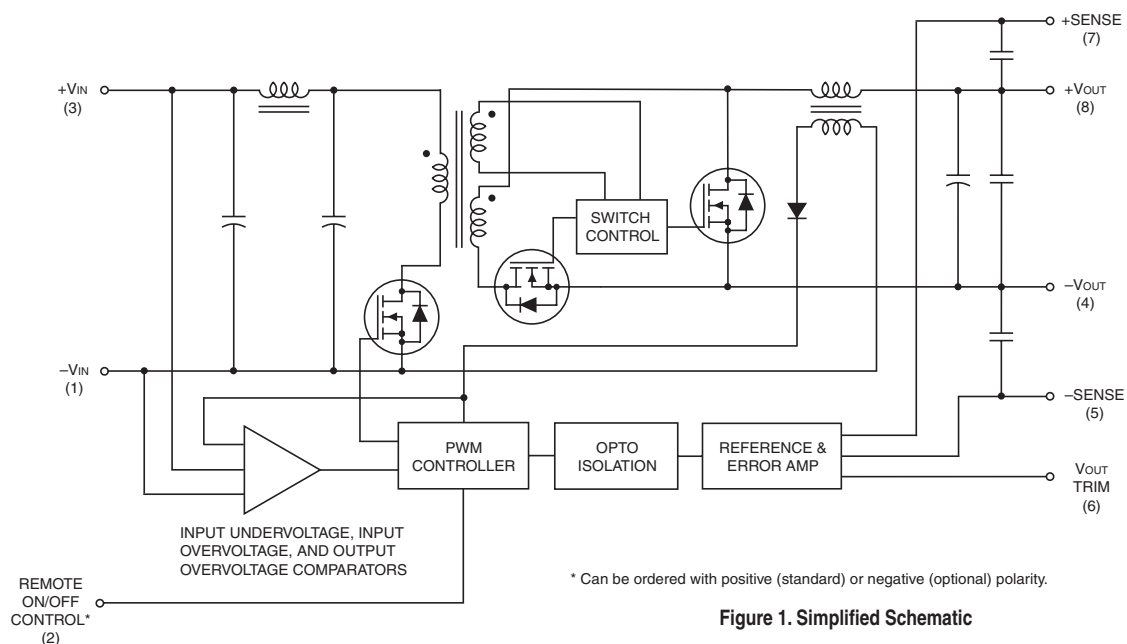 +SENSE
(7)
+VIN
(3)
+VOUT
(8)
SWITCH
CONTROL
–VOUT
(4)
–VIN
(1)
–SENSE
(5)
PWM
CONTROLLER
OPTO
ISOLATION
REFERENCE &
ERROR AMP
VOUT
TRIM
(6)
INPUT UNDERVOLTAGE, INPUT
OVERVOLTAGE, AND OUTPUT
OVERVOLTAGE COMPARATORS
REMOTE
ON/OFF
CONTROL*
(2)
* Can be ordered with positive (standard) or negative (optional) polarity.
Figure 1. Simplified Schematic